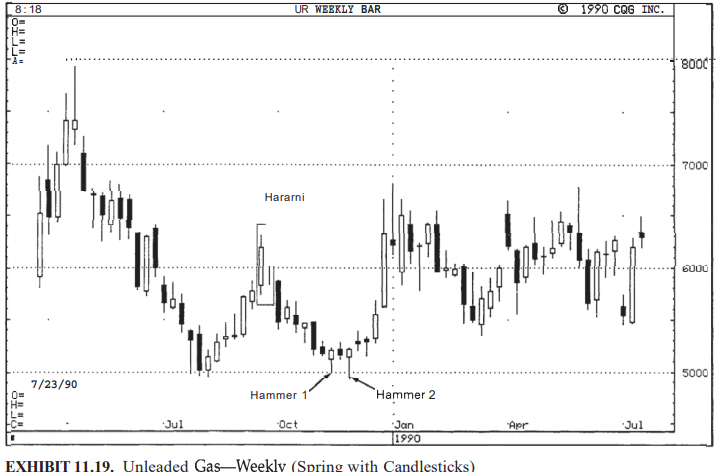 8:18 UR WEEKLY BAR © 1990 CQG INC.
O=
H=
L=
L=
A=
8000
7000
Hararni
6000
5000
7/23/90
Hammer 1 Hammer 2
O=
H=
L=
C=
Jul Oct Jan Apr Jul
1990
EXHIBIT 11.19. Unleaded Gas—Weekly (Spring with Candlesticks)